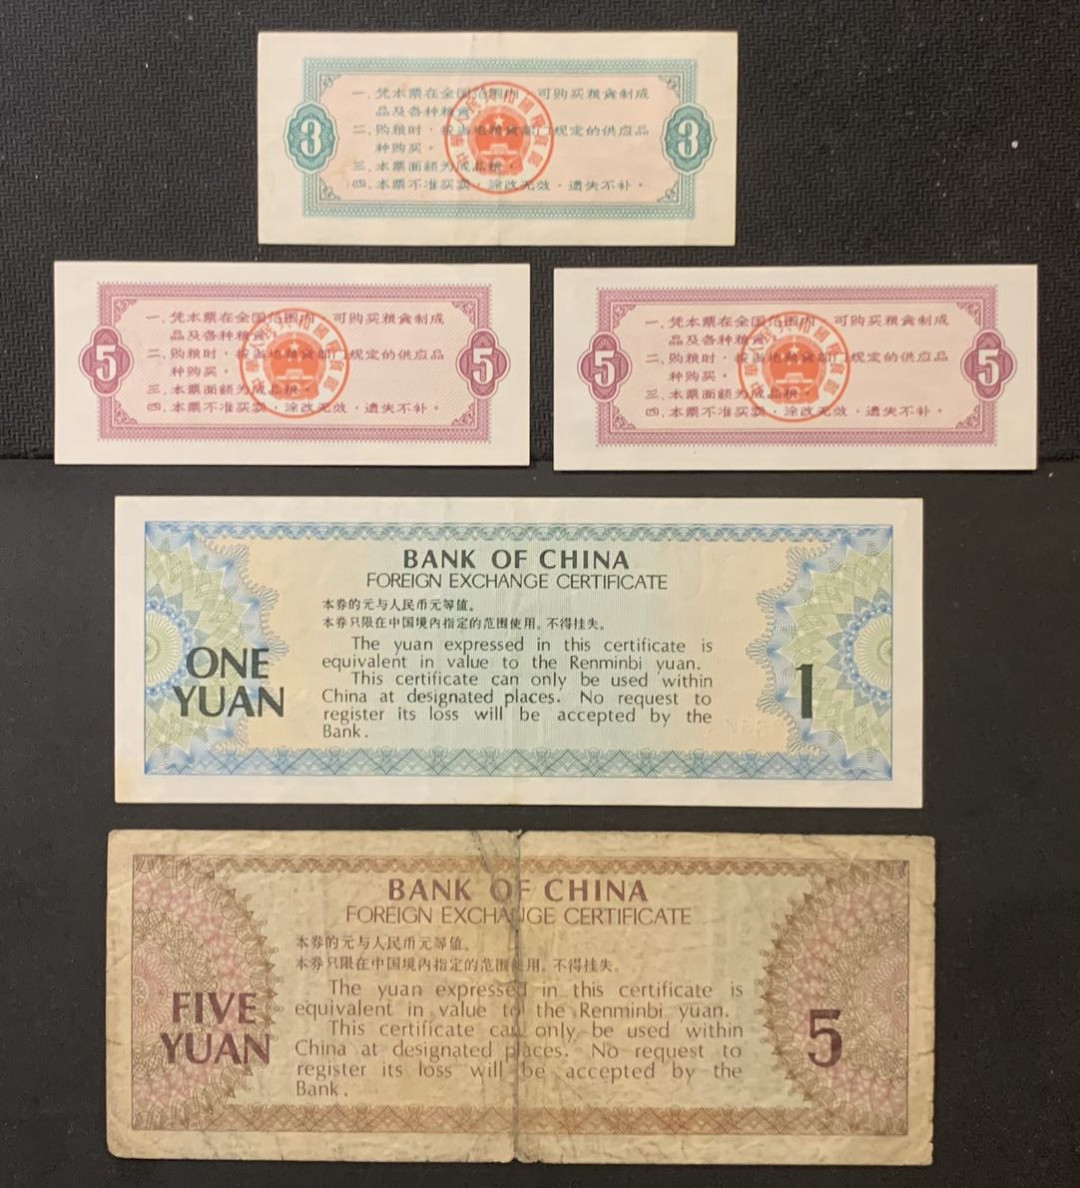 一、凭本票在全国范围内,可购买粮食制成
品及各种粮食。
3
3
二、购粮时,按当地粮食部门规定的供应品
种购买。
三、本票面额为成品粮。
四、本票不准买卖,涂改无效,遗失不补。
一、凭本票在全国范围内,可购买粮食制成
品及各种粮食。
5
5
二、购粮时,按当地粮食部门规定的供应品
种购买。
三、本票面额为成品粮。
四、本票不准买卖,涂改无效,遗失不补。
一、凭本票在全国范围内,可购买粮食制成
品及各种粮食。
5
5
二、购粮时,按当地粮食部门规定的供应品
种购买。
三、本票面额为成品粮。
四、本票不准买卖,涂改无效,遗失不补。
BANK OF CHINA
FOREIGN EXCHANGE CERTIFICATE
本券的元与人民币元等值。
本券只限在中国境内指定的范围使用。不得挂失。
The yuan expressed in this certificate is
equivalent in value to the Renminbi yuan.
This certificate can only be used within
China at designated places. No request to
register its loss will be accepted by the
Bank.
ONE
YUAN
1
BANK OF CHINA
FOREIGN EXCHANGE CERTIFICATE
本券的元与人民币元等值。
本券只限在中国境内指定的范围使用。不得挂失。
The yuan expressed in this certificate is
equivalent in value to the Renminbi yuan.
This certificate can only be used within
China at designated places. No request to
register its loss will be accepted by the
Bank.
FIVE
YUAN
5